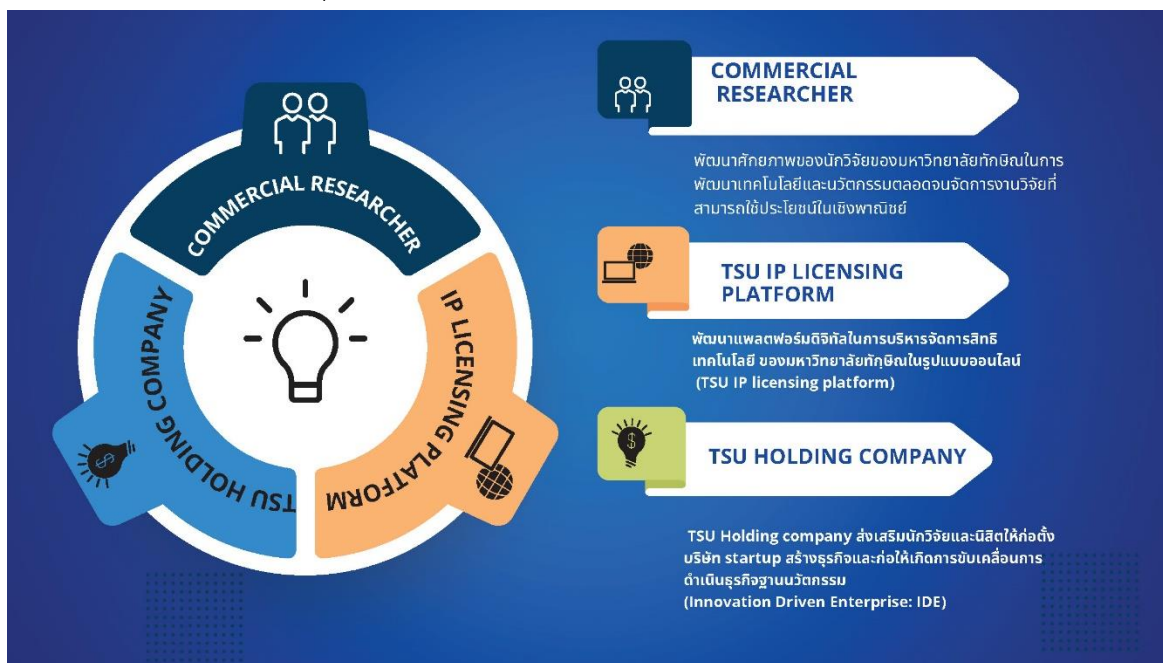 COMMERCIAL RESEARCHER
IP LICENSING PLATFORM
TSU HOLDING COMPANY
COMMERCIAL
RESEARCHER
พัฒนาศักยภาพของนักวิจัยของมหาวิทยาลัยทักษิณในการ
พัฒนาเทคโนโลยีและนวัตกรรมตลอดจนจัดการงานวิจัยที่
สามารถใช้ประโยชน์ในเชิงพาณิชย์
TSU IP LICENSING
PLATFORM
พัฒนาแพลตฟอร์มดิจิทัลในการบริหารจัดการสิทธิ
เทคโนโลยี ของมหาวิทยาลัยทักษิณในรูปแบบออนไลน์
(TSU IP licensing platform)
TSU HOLDING COMPANY
TSU Holding company ส่งเสริมนักวิจัยและนิสิตให้ก่อตั้ง
บริษัท startup สร้างธุรกิจและก่อให้เกิดการขับเคลื่อนการ
ดำเนินธุรกิจฐานนวัตกรรม
(Innovation Driven Enterprise: IDE)